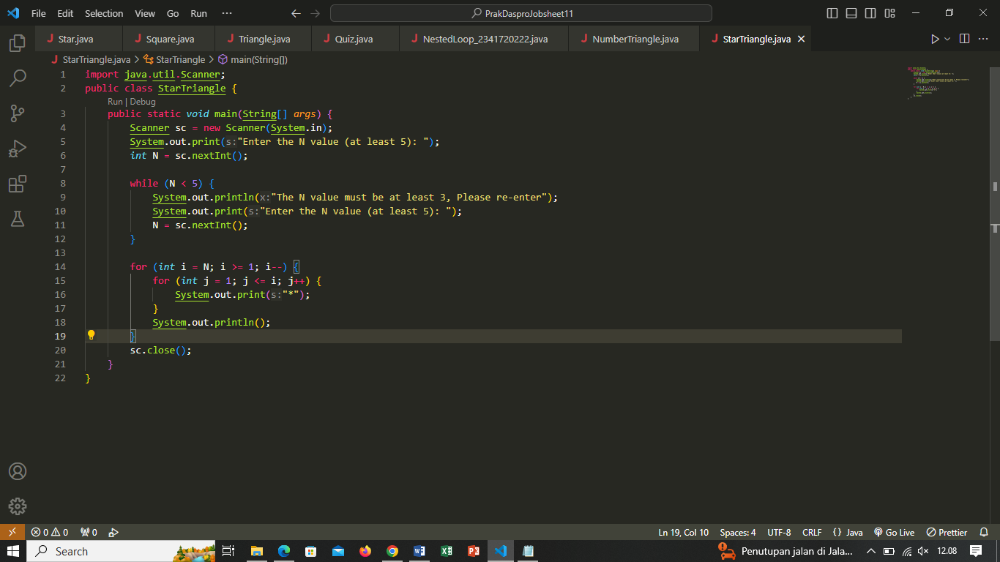 File Edit Selection View Go Run ··· PrakDasproJobsheet11
Star.java Square.java Triangle.java Quiz.java NestedLoop_2341720222.java NumberTriangle.java StarTriangle.java
StarTriangle.java > StarTriangle > main(String[])
1 import java.util.Scanner;
2 public class StarTriangle {
Run | Debug
3 public static void main(String[] args) {
4 Scanner sc = new Scanner(System.in);
5 System.out.print(s:"Enter the N value (at least 5): ");
6 int N = sc.nextInt();
7
8 while (N < 5) {
9 System.out.println(x:"The N value must be at least 3, Please re-enter");
10 System.out.print(s:"Enter the N value (at least 5): ");
11 N = sc.nextInt();
12 }
13
14 for (int i = N; i >= 1; i--) {
15 for (int j = 1; j <= i; j++) {
16 System.out.print(s:"*");
17 }
18 System.out.println();
19 }
20 sc.close();
21 }
22 }
0 0 0 Ln 19, Col 10 Spaces: 4 UTF-8 CRLF {} Java Go Live Prettier
Search Penutupan jalan di Jala... 12.08